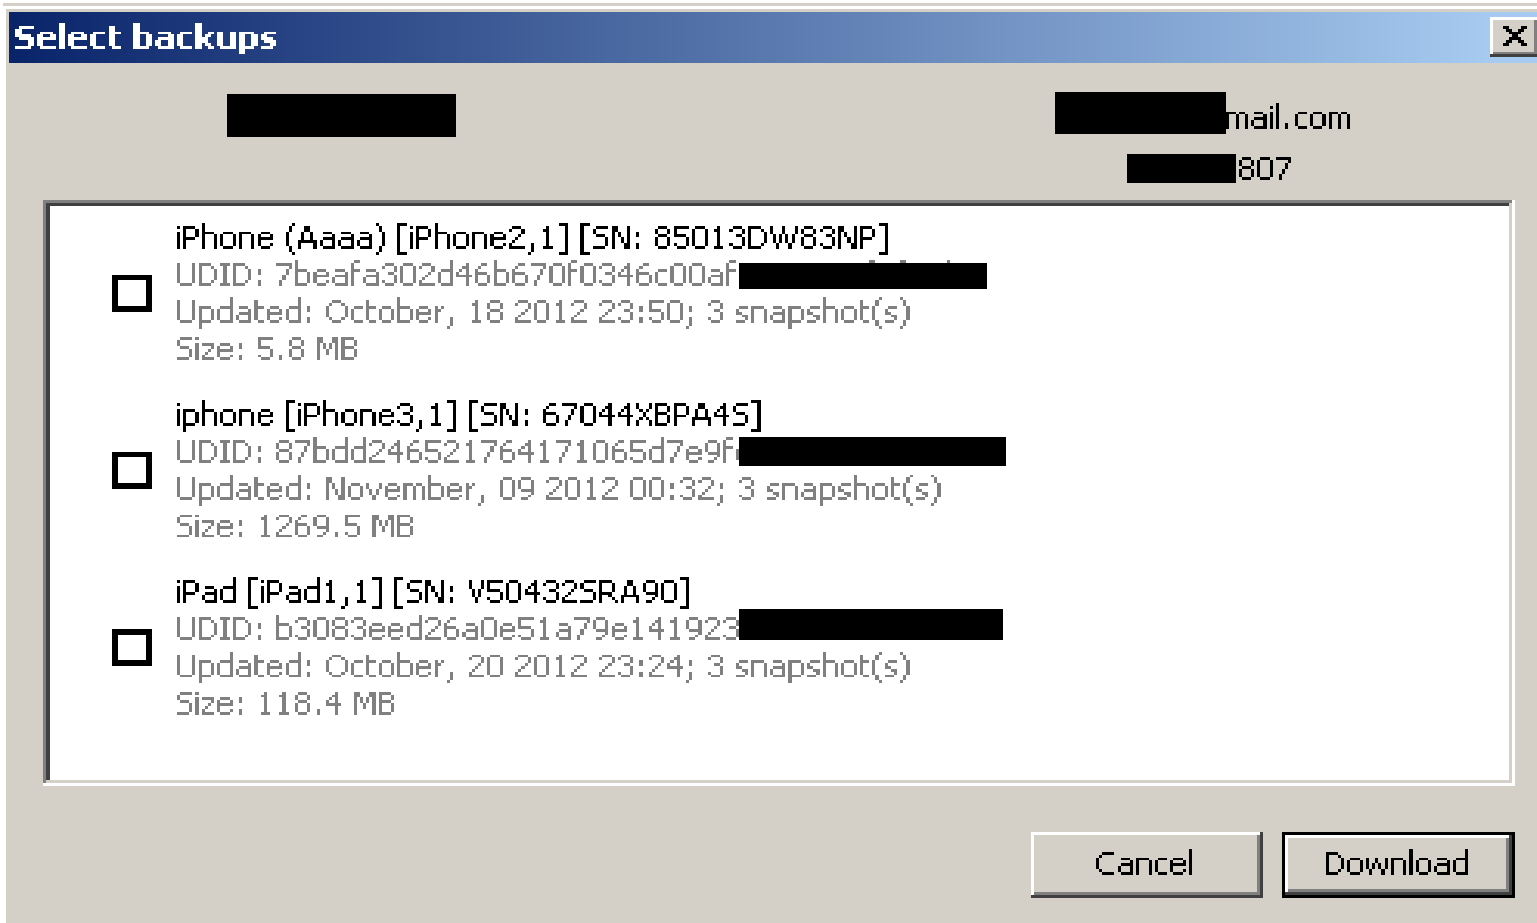 Select backups
mail.com
807
iPhone (Aaaa) [iPhone2,1] [SN: 85013DW83NP]
UDID: 7beafa302d46b670f0346c00af
Updated: October, 18 2012 23:50; 3 snapshot(s)
Size: 5.8 MB
iphone [iPhone3,1] [SN: 67044XBPA4S]
UDID: 87bdd246521764171065d7e9f
Updated: November, 09 2012 00:32; 3 snapshot(s)
Size: 1269.5 MB
iPad [iPad1,1] [SN: V50432SRA90]
UDID: b3083eed26a0e51a79e141923
Updated: October, 20 2012 23:24; 3 snapshot(s)
Size: 118.4 MB
Cancel
Download